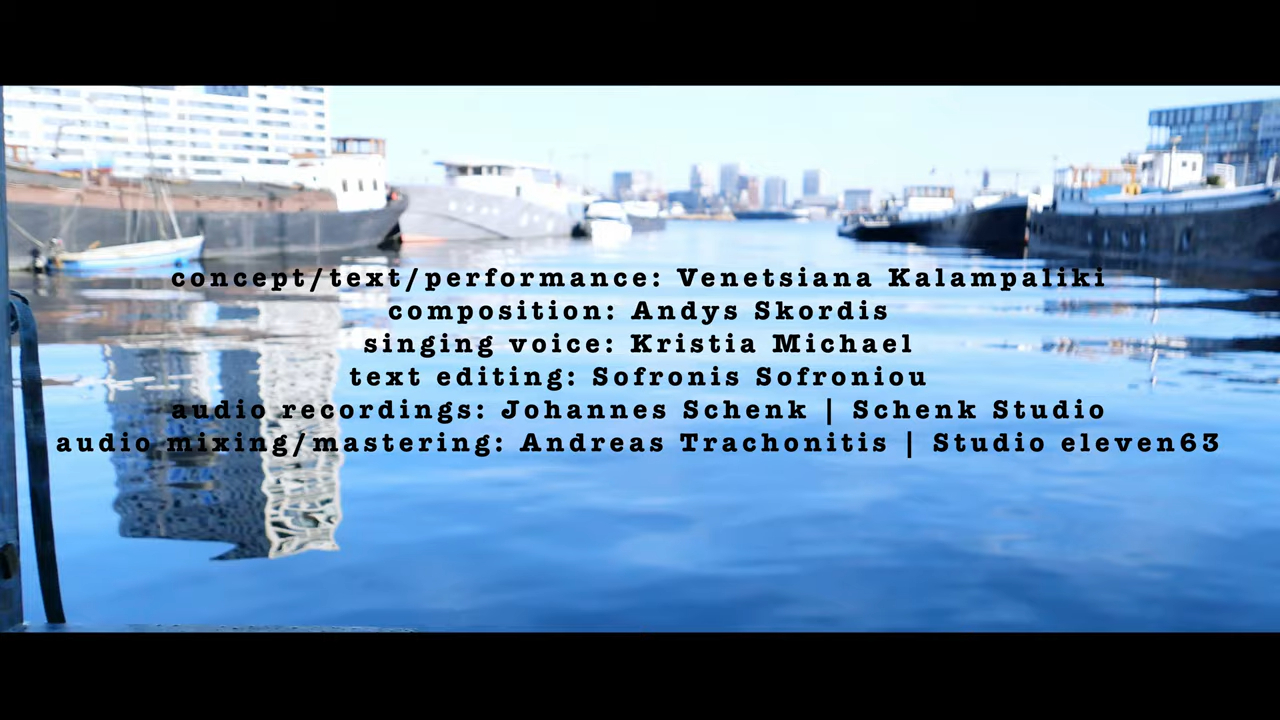 concept/text/performance: Venetsiana Kalampaliki
composition: Andys Skordis
singing voice: Kristia Michael
text editing: Sofronis Sofroniou
audio recordings: Johannes Schenk | Schenk Studio
audio mixing/mastering: Andreas Trachonitis | Studio eleven63